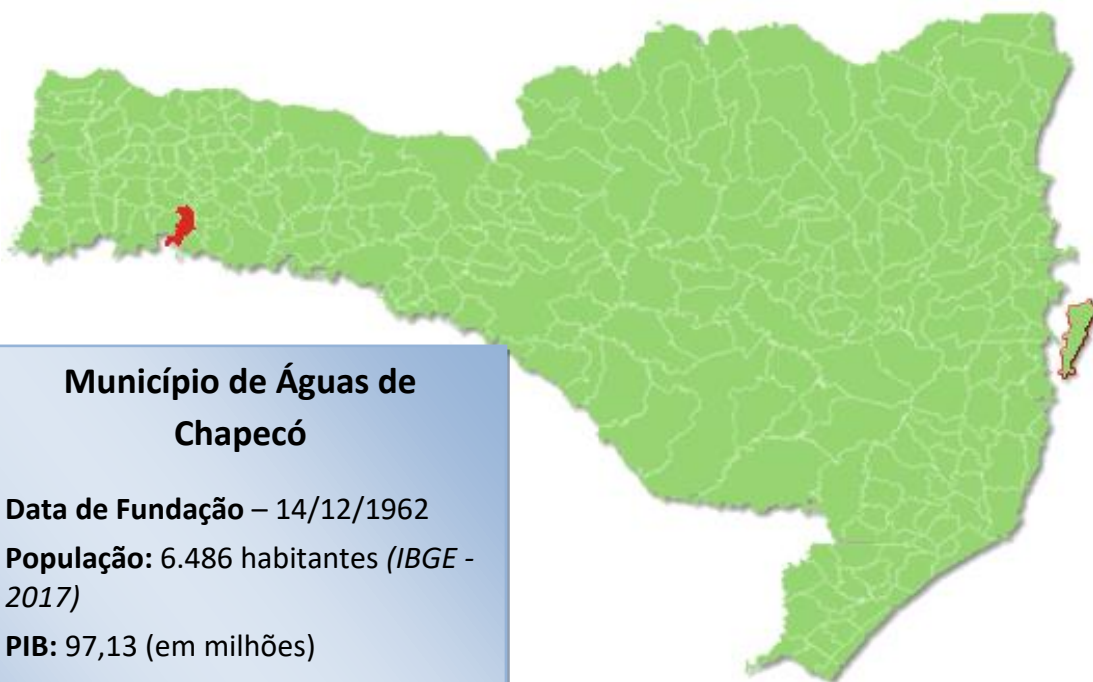 Município de Águas de
Chapecó
Data de Fundação – 14/12/1962
População: 6.486 habitantes (IBGE -
2017)
PIB: 97,13 (em milhões)